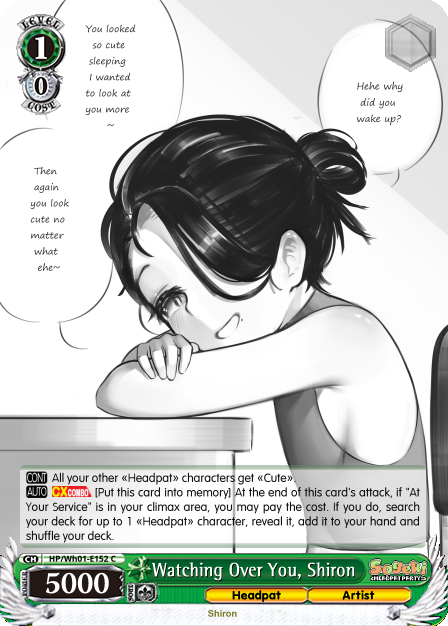 LEVEL
1
0
COST
You looked
so cute
sleeping
I wanted
to look at
you more
~
Hehe why
did you
wake up?
Then
again
you look
cute no
matter
what
ehe~
CONT All your other «Headpat» characters get «Cute».
AUTO CXCOMBO [Put this card into memory] At the end of this card's attack, if "At
Your Service" is in your climax area, you may pay the cost. If you do, search
your deck for up to 1 «Headpat» character, reveal it, add it to your hand and
shuffle your deck.
CH HP/Wh01-E152 C
POWER 5000 SOUL Watching Over You, Shiron
Soyoki
HEADPAT PARTY
Headpat Artist
Shiron